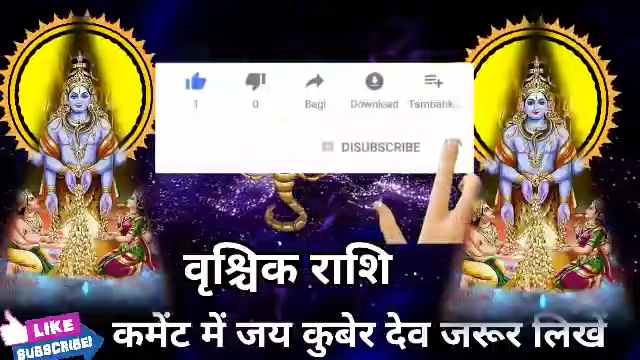 1 0 Bagi Download Tambahk...
DISUBSCRIBE
वृश्चिक राशि
LIKE
SUBSCRIBE!
कमेंट में जय कुबेर देव जरूर लिखें